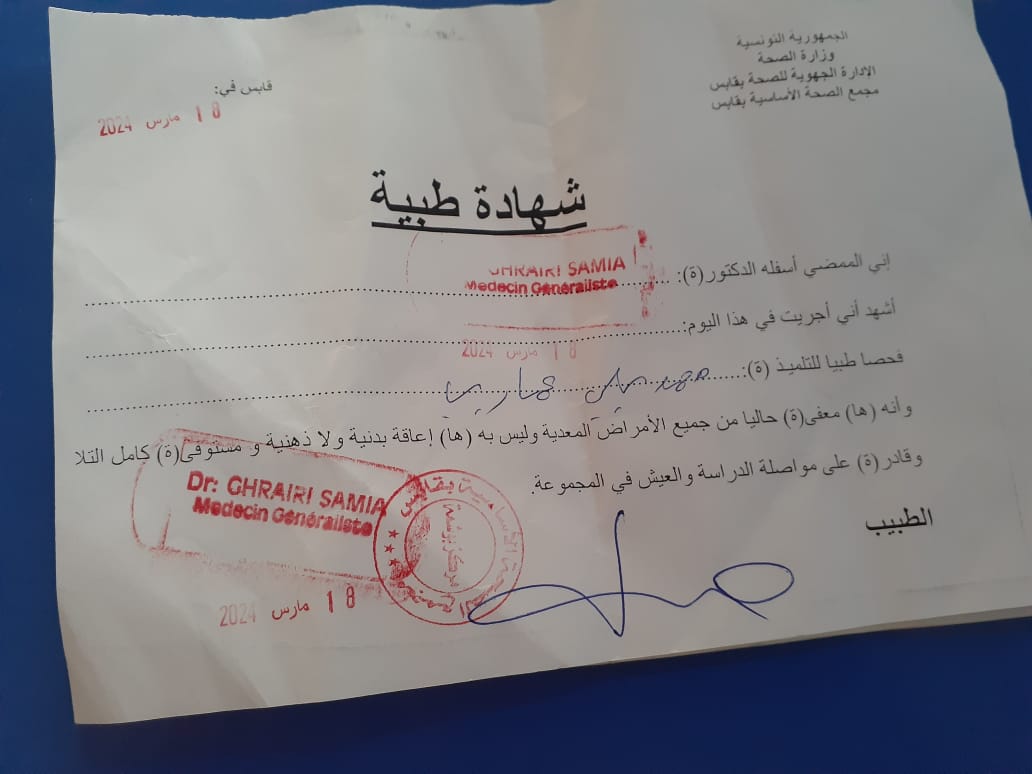 الجمهورية التونسية
وزارة الصحة
الإدارة الجهوية للصحة بقابس
مجمع الصحة الأساسية بقابس
قابس في:
18 مارس 2024
شهادة طبية
إني الممضي أسفله الدكتور(ة):
CHRAIRI SAMIA
Medecin Généraliste
أشهد أني أجريت في هذا اليوم:
18 مارس 2024
فحصا طبيا للتلميذ (ة):
وأنه (ها) معفى(ة) حاليا من جميع الأمراض المعدية وليس به (ها) إعاقة بدنية ولا ذهنية و مستوفى(ة) كامل التلا
وقادر(ة) على مواصلة الدراسة والعيش في المجموعة.
الطبيب
Dr: CHRAIRI SAMIA
Medecin Généraliste
18 مارس 2024